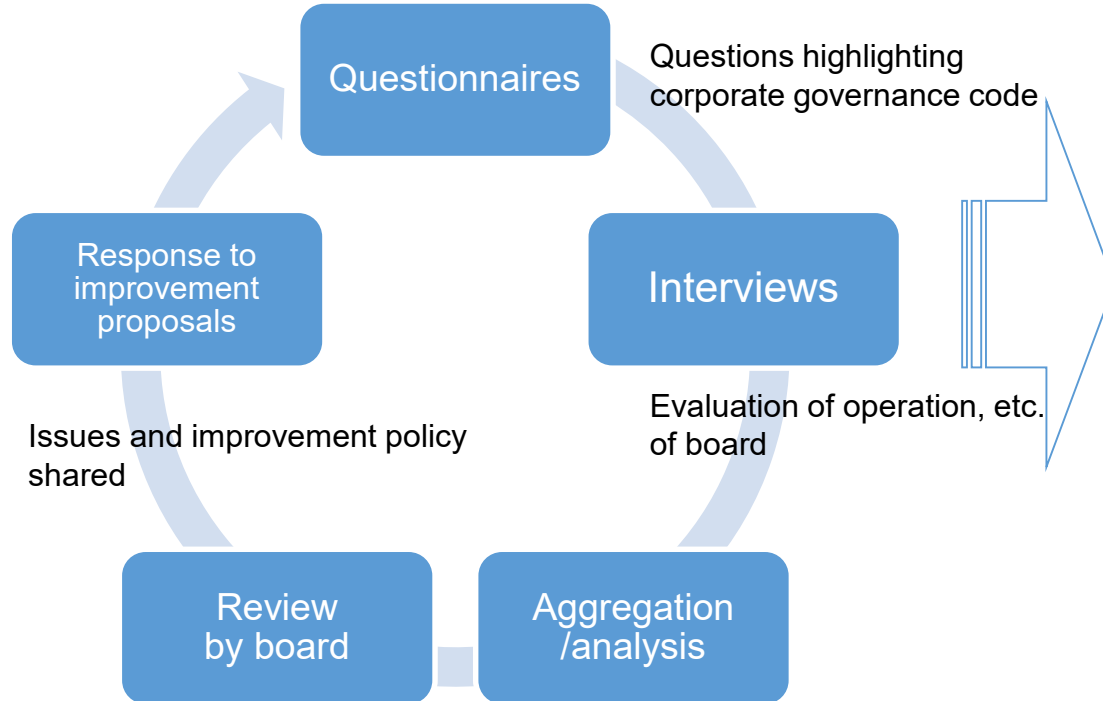 Questionnaires
Questions highlighting
corporate governance code
Interviews
Evaluation of operation, etc.
of board
Aggregation
/analysis
Review
by board
Issues and improvement policy
shared
Response to
improvement
proposals